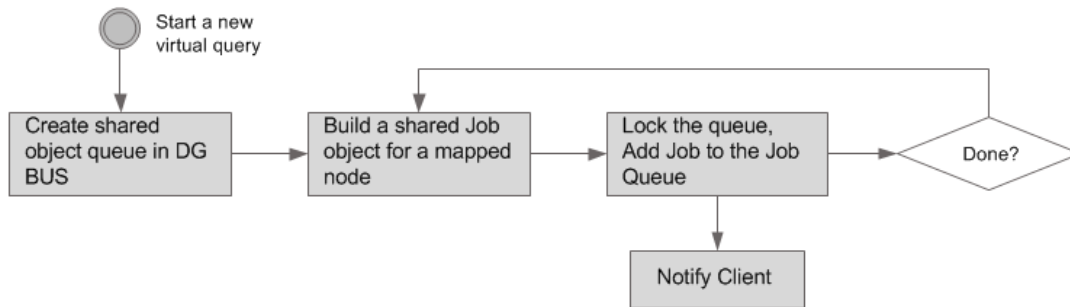 Start a new
virtual query
Create shared
object queue in DG
BUS
Build a shared Job
object for a mapped
node
Lock the queue,
Add Job to the Job
Queue
Done?
Notify Client